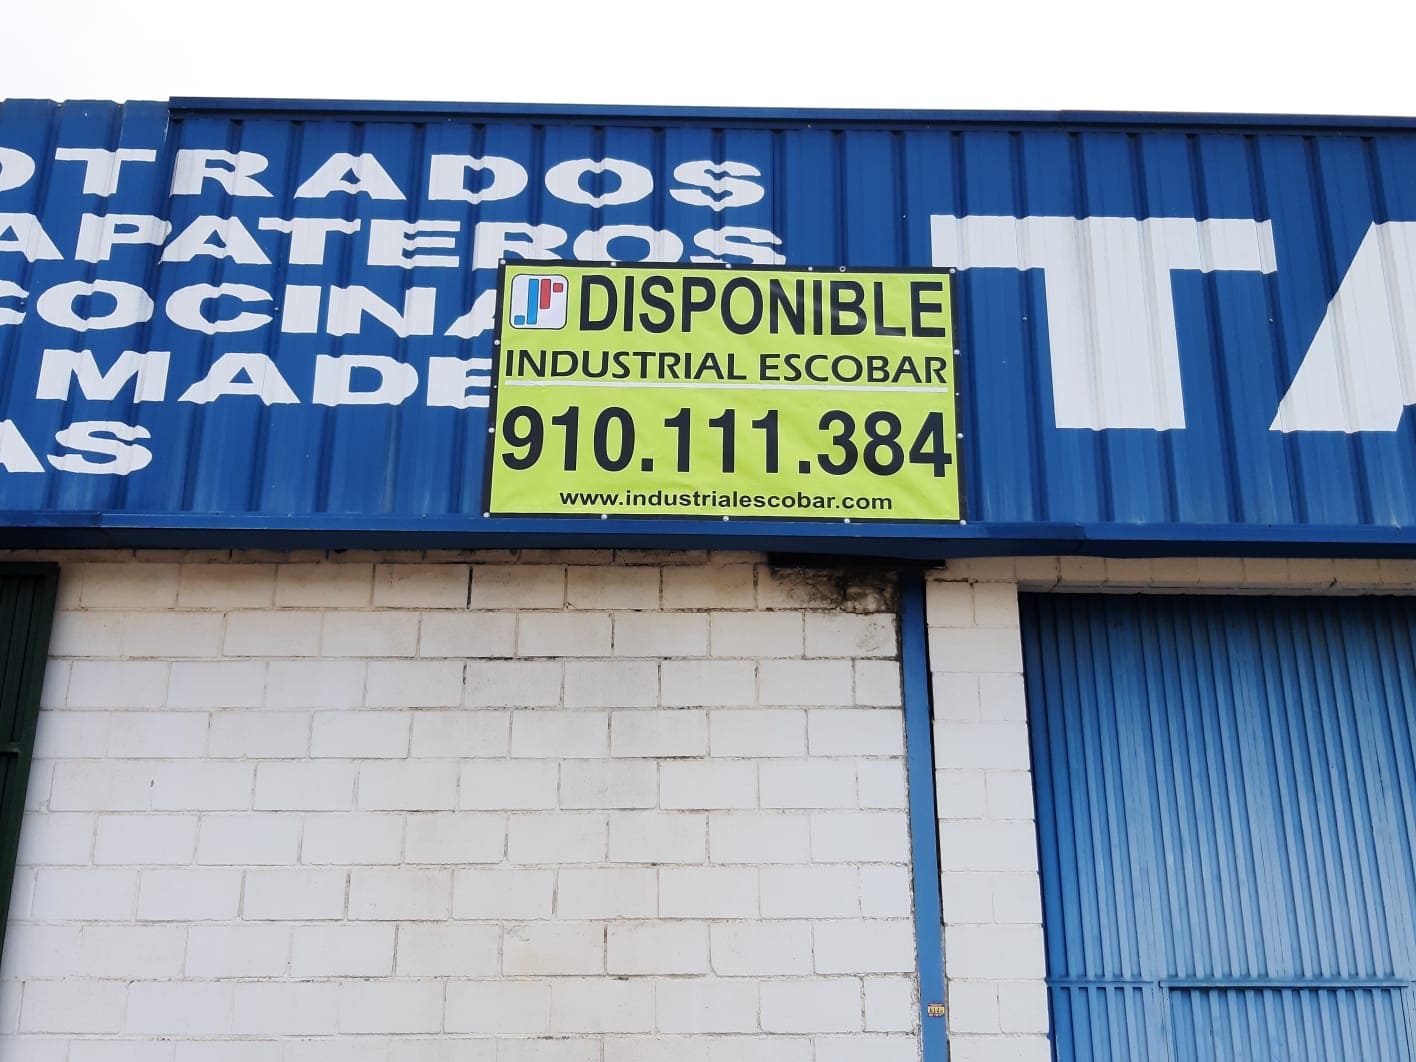 OTRADOS
APATEROS
COCINA
MADE
AS
TA
DISPONIBLE
INDUSTRIAL ESCOBAR
910.111.384
www.industrialescobar.com